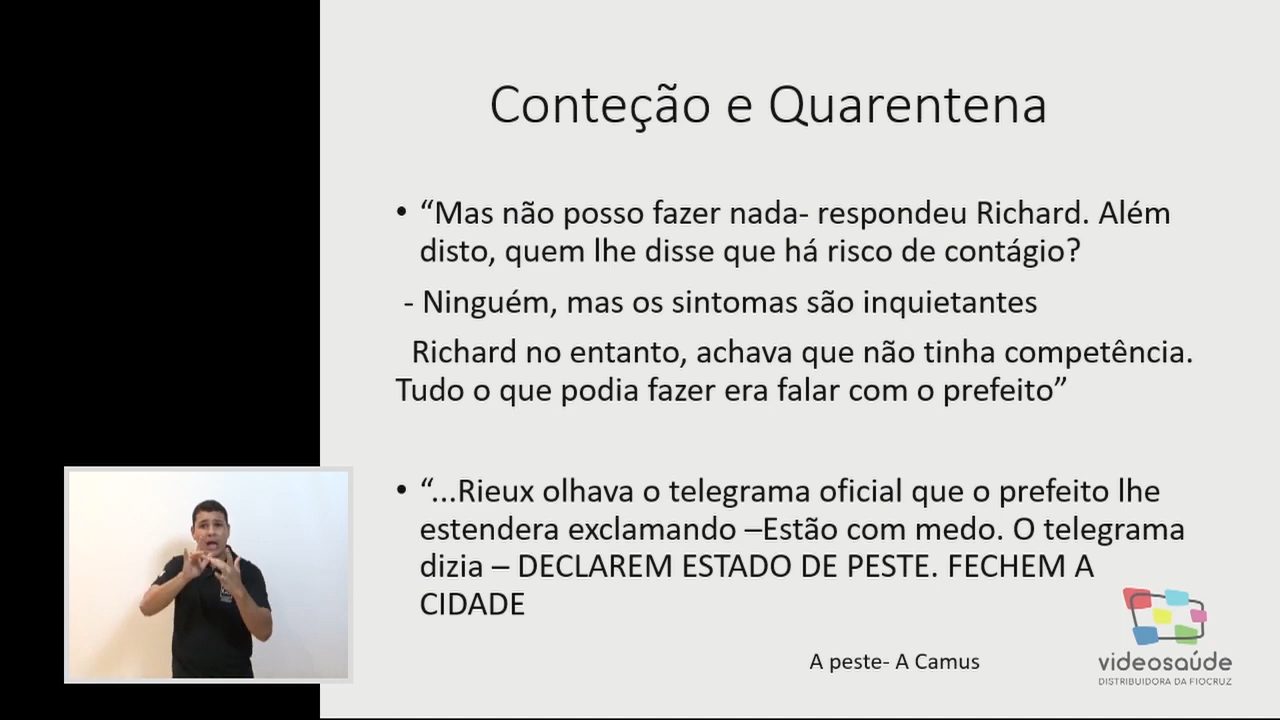 Conteção e Quarentena
• “Mas não posso fazer nada- respondeu Richard. Além
disto, quem lhe disse que há risco de contágio?
- Ninguém, mas os sintomas são inquietantes
Richard no entanto, achava que não tinha competência.
Tudo o que podia fazer era falar com o prefeito”
• “...Rieux olhava o telegrama oficial que o prefeito lhe
estendera exclamando –Estão com medo. O telegrama
dizia – DECLAREM ESTADO DE PESTE. FECHEM A
CIDADE
A peste- A Camus
videosaúde
DISTRIBUIDORA DA FIOCRUZ